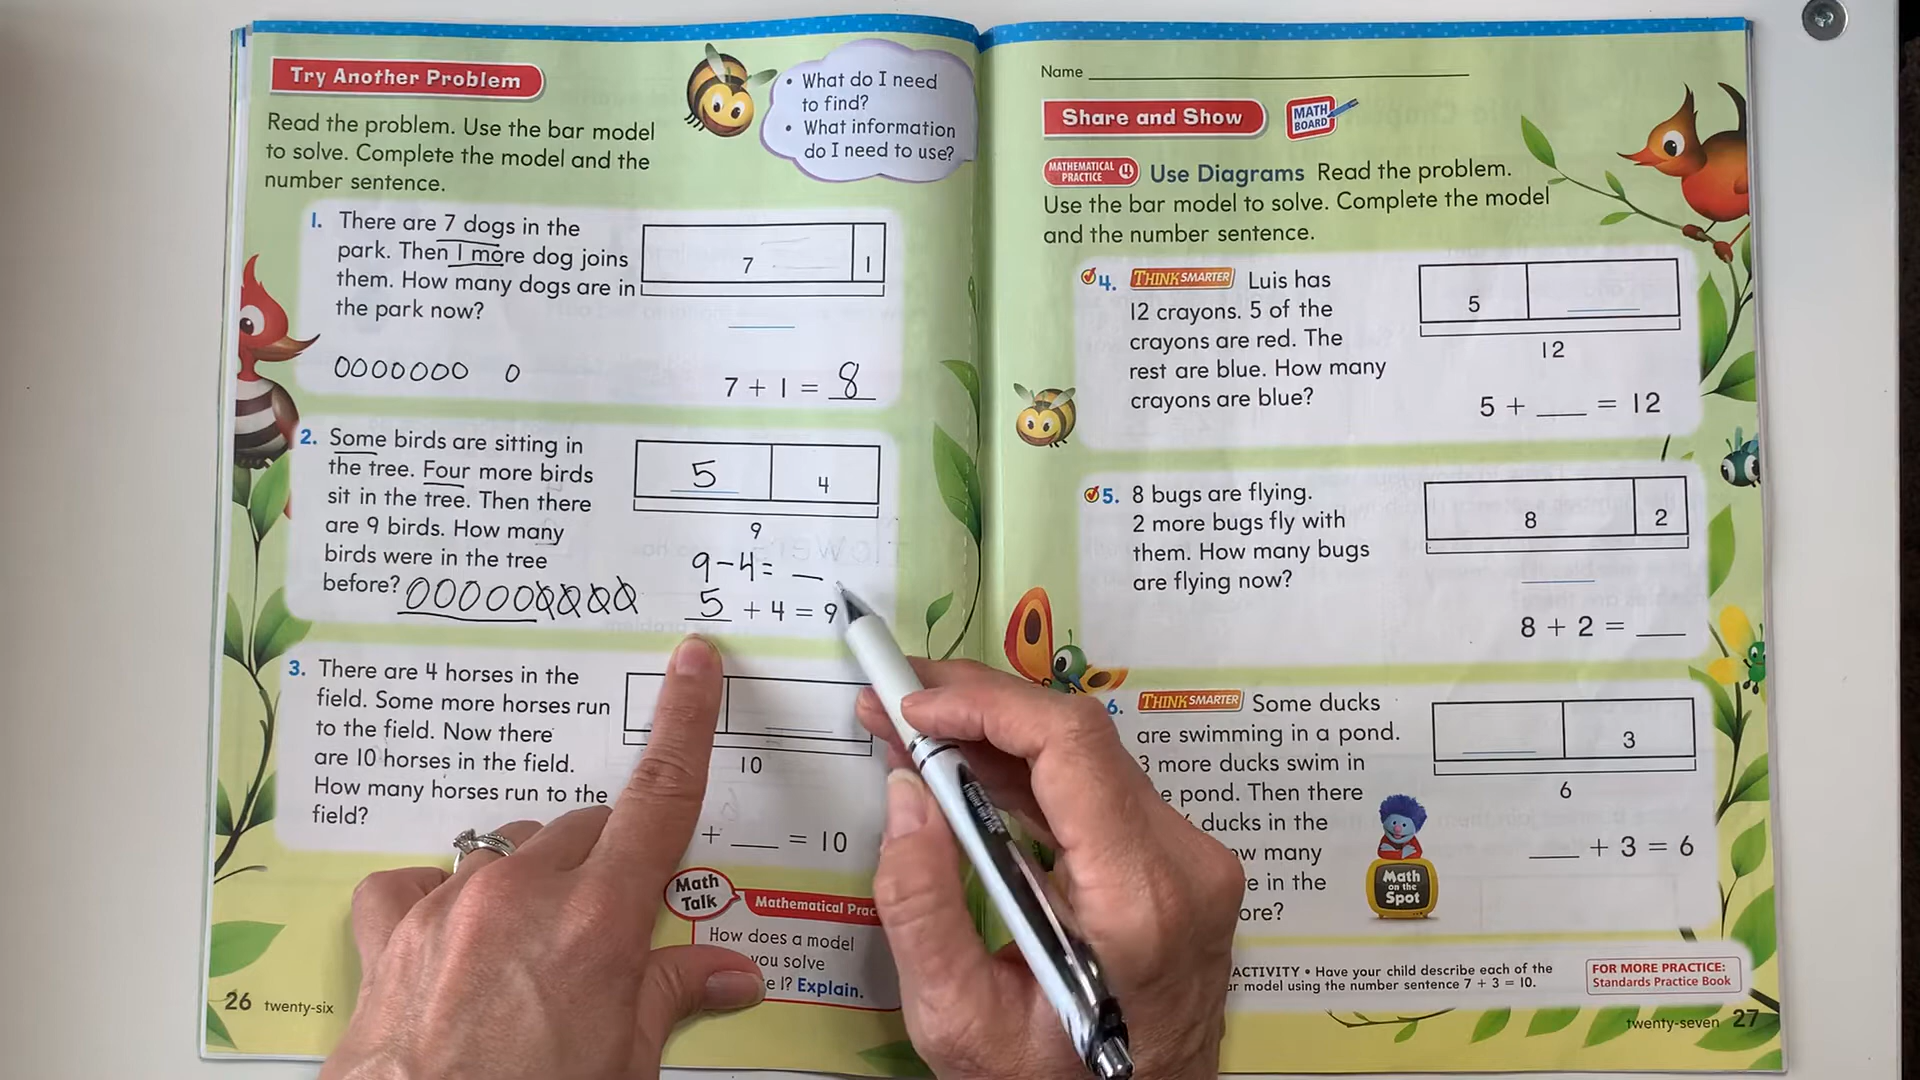 Try Another Problem
Read the problem. Use the bar model
to solve. Complete the model and the
number sentence.
• What do I need
to find?
• What information
do I need to use?
1. There are 7 dogs in the
park. Then 1 more dog joins
them. How many dogs are in
the park now?
7 1
0000000 0
7 + 1 = 8
2. Some birds are sitting in
the tree. Four more birds
sit in the tree. Then there
are 9 birds. How many
birds were in the tree
before?
5 4
9
9-4= __
5 + 4 = 9
3. There are 4 horses in the
field. Some more horses run
to the field. Now there
are 10 horses in the field.
How many horses run to the
field?
10
+ ___ = 10
Math
Talk
Mathematical
How does a model
you solve
Explain.
26 twenty-six
Name
Share and Show
MATH
BOARD
MATHEMATICAL
PRACTICE 4
Use Diagrams Read the problem.
Use the bar model to solve. Complete the model
and the number sentence.
4. THINK SMARTER Luis has
12 crayons. 5 of the
crayons are red. The
rest are blue. How many
crayons are blue?
5
12
5 + ___ = 12
5. 8 bugs are flying.
2 more bugs fly with
them. How many bugs
are flying now?
8 2
8 + 2 = ___
6. THINK SMARTER Some ducks
are swimming in a pond.
3 more ducks swim in
pond. Then there
ducks in the
many
in the
3
6
___ + 3 = 6
Math
on the
Spot
ACTIVITY • Have your child describe each of the
model using the number sentence 7 + 3 = 10.
FOR MORE PRACTICE:
Standards Practice Book
twenty-seven 27